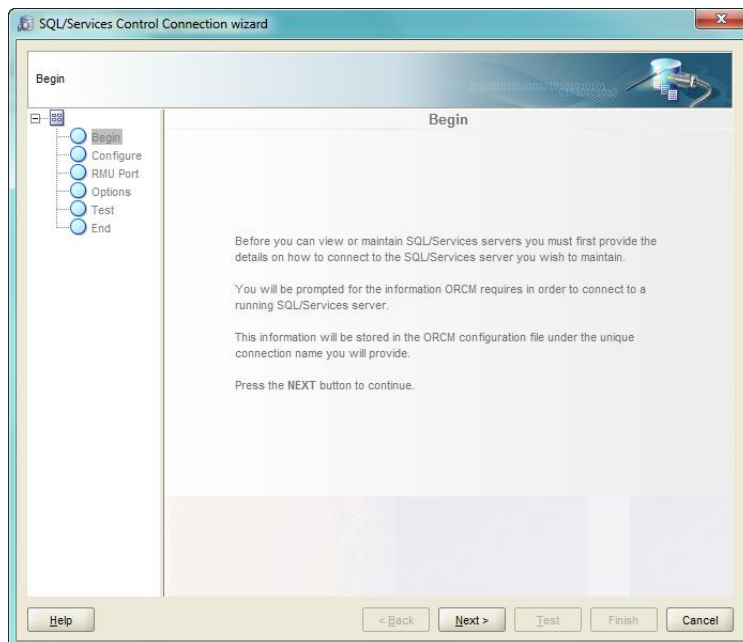 SQL/Services Control Connection wizard
Begin
Begin
Configure
RMU Port
Options
Test
End
Begin
Before you can view or maintain SQL/Services servers you must first provide the
details on how to connect to the SQL/Services server you wish to maintain.
You will be prompted for the information ORCM requires in order to connect to a
running SQL/Services server.
This information will be stored in the ORCM configuration file under the unique
connection name you will provide.
Press the NEXT button to continue.
Help
< Back
Next >
Test
Finish
Cancel